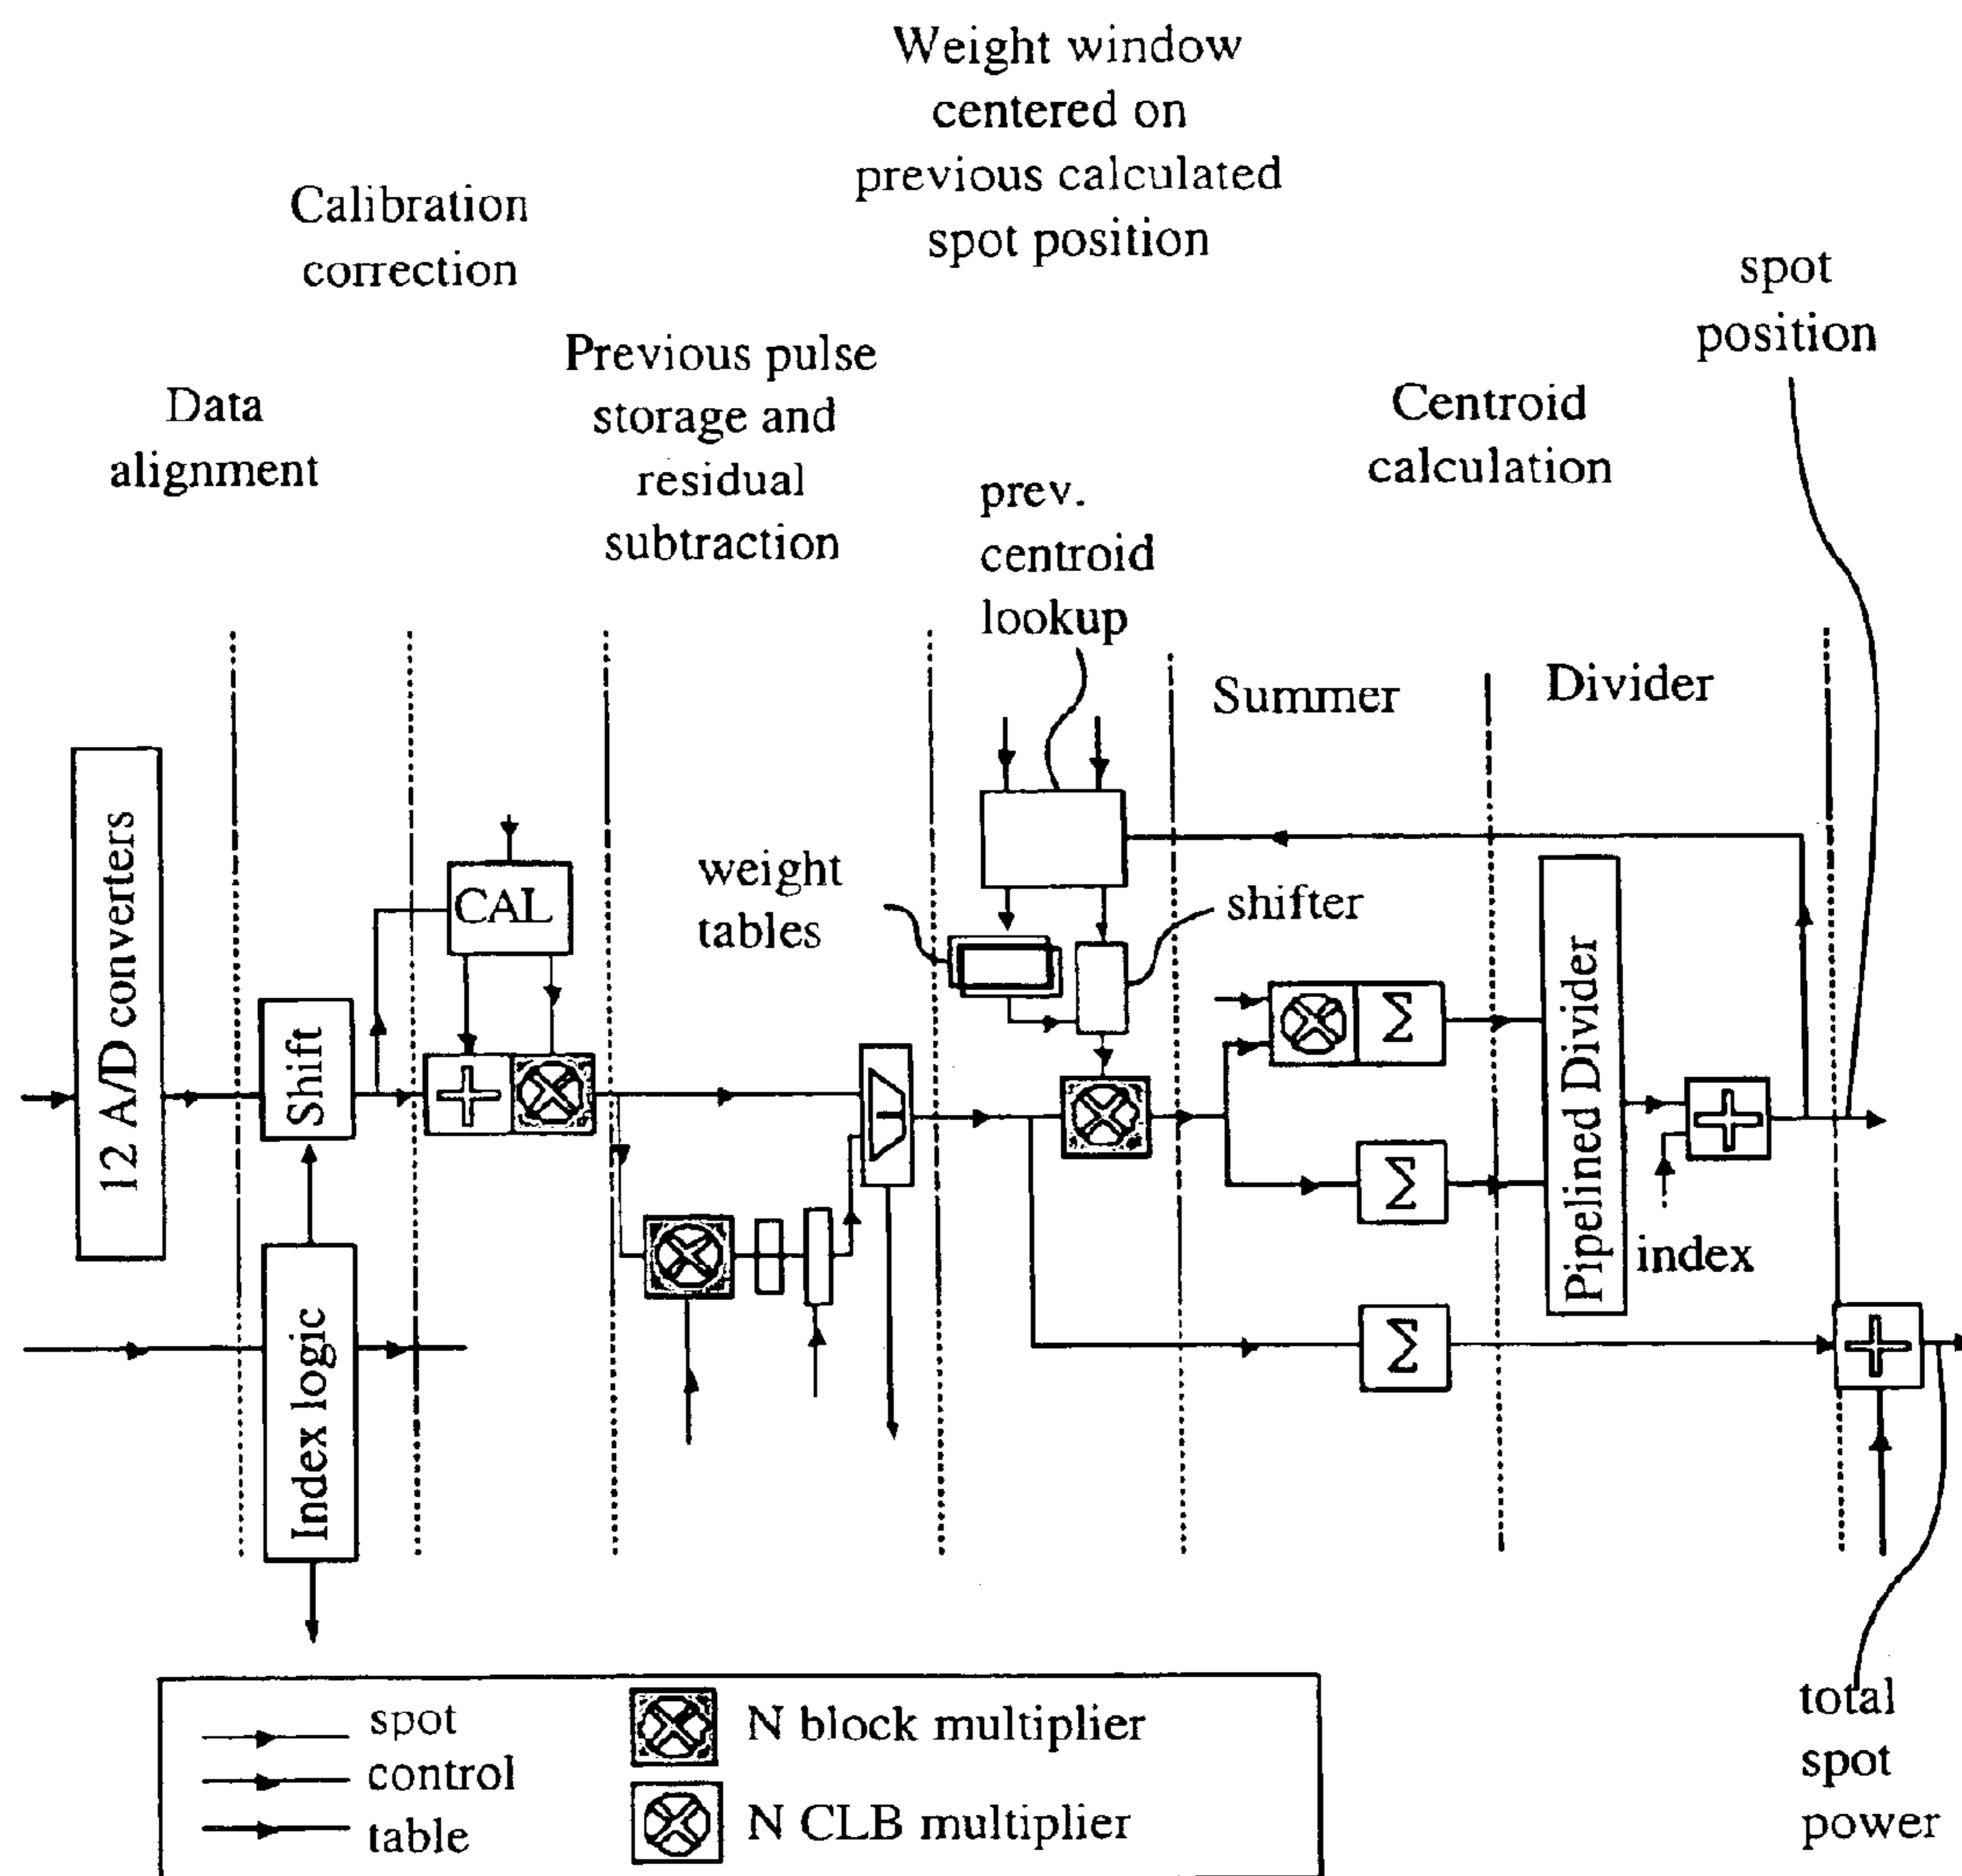 Weight window
centered on
previous calculated
spot position
Calibration
correction
spot
position
Previous pulse
storage and
residual
subtraction
Data
alignment
Centroid
calculation
prev.
centroid
lookup
Summer
Divider
12 A/D converters
CAL
weight
tables
shifter
Shift
Σ
Σ
Pipelined Divider
index
Index logic
Σ
spot
control
table
N block multiplier
N CLB multiplier
total
spot
power